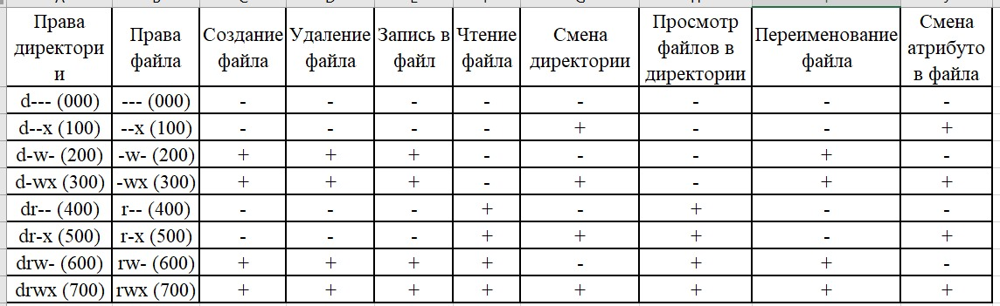 Права директории Права файла Создание файла Удаление файла Запись в файл Чтение файла Смена директории Просмотр файлов в директории Переименование файла Смена атрибутов файла
d--- (000) --- (000) - - - - - - - -
d--x (100) --x (100) - - - - + - - +
d-w- (200) -w- (200) + + + - - - + -
d-wx (300) -wx (300) + + + - + - + +
dr-- (400) r-- (400) - - - + - + - -
dr-x (500) r-x (500) - - - + + + - +
drw- (600) rw- (600) + + + + - + + -
drwx (700) rwx (700) + + + + + + + +